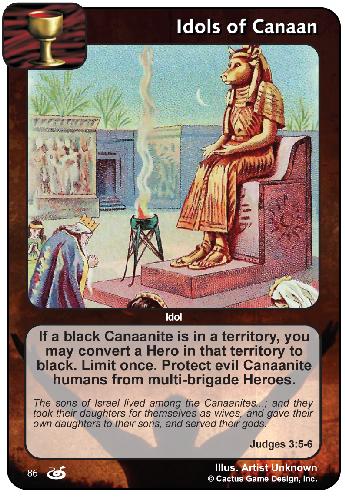 Idols of Canaan
Idol
If a black Canaanite is in a territory, you
may convert a Hero in that territory to
black. Limit once. Protect evil Canaanite
humans from multi-brigade Heroes.
The sons of Israel lived among the Canaanites...; and they
took their daughters for themselves as wives, and gave their
own daughters to their sons, and served their gods.
Judges 3:5-6
86
Illus. Artist Unknown
© Cactus Game Design, Inc.